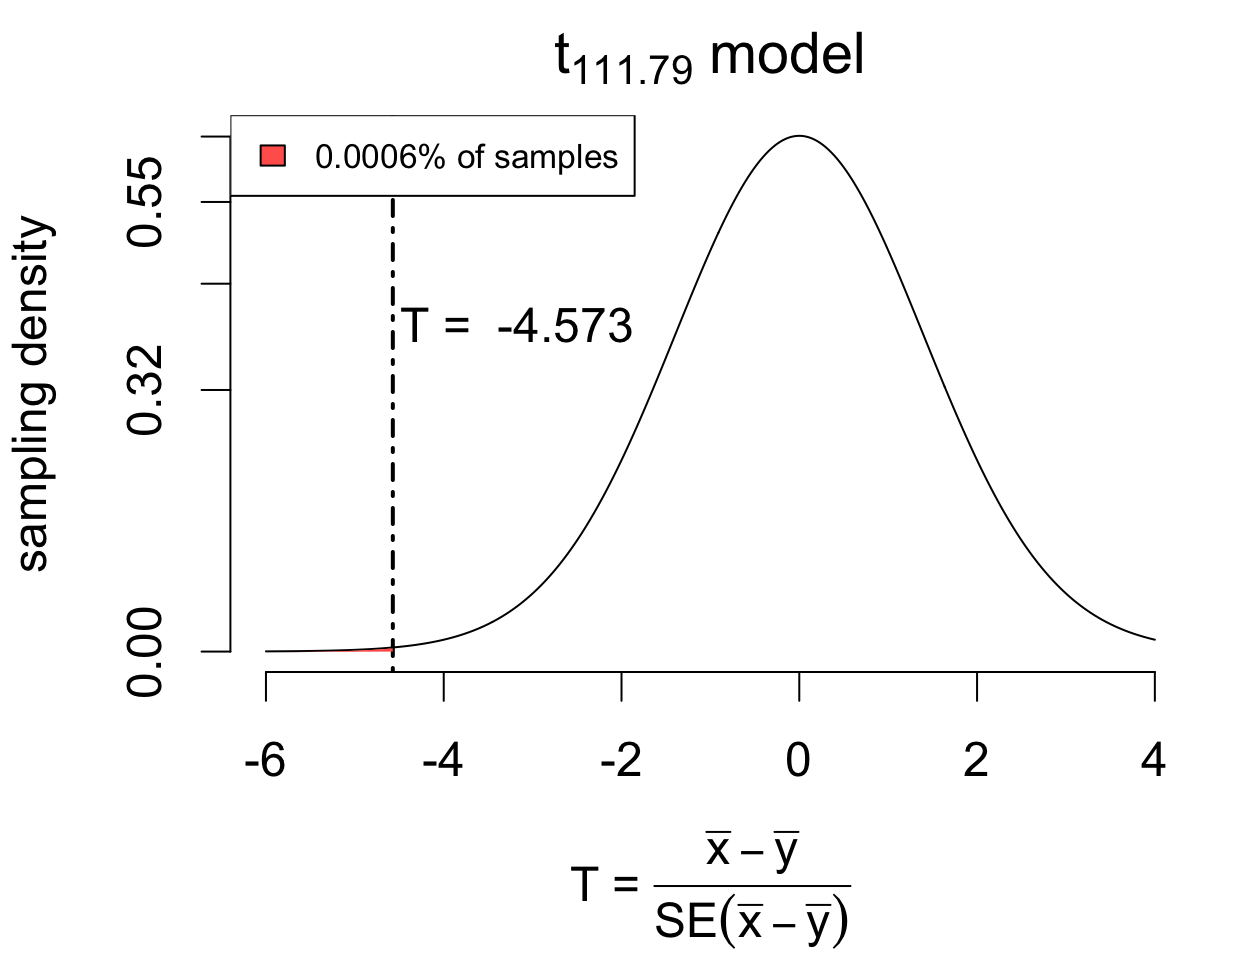 t111.79 model
0.0006% of samples
T = -4.573
sampling density
0.55
0.32
0.00
-6 -4 -2 0 2 4
T = x̅ − y̅ / SE(x̅ − y̅)